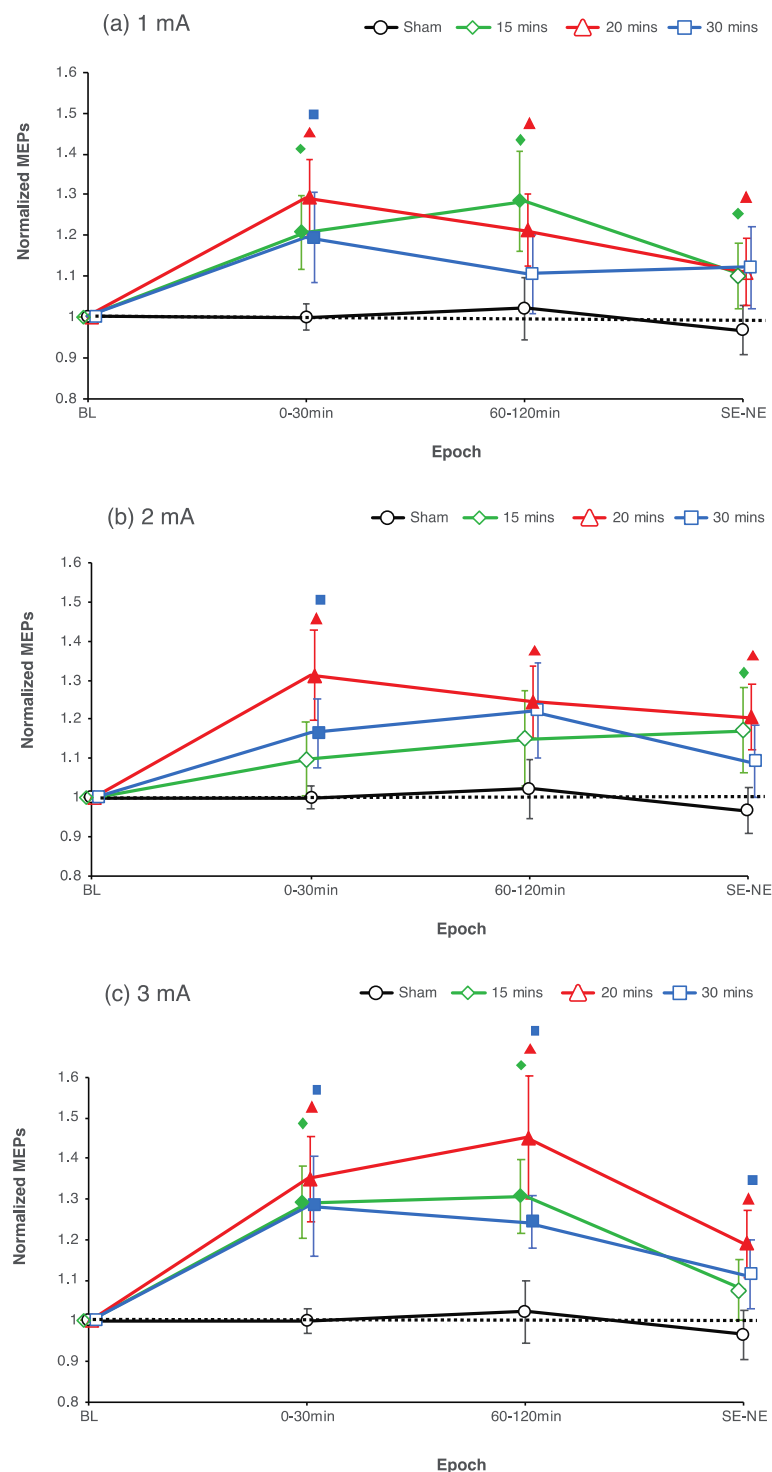 (a) 1 mA
Sham 15 mins 20 mins 30 mins
Normalized MEPs
1.6
1.5
1.4
1.3
1.2
1.1
1
0.9
0.8
BL 0-30min 60-120min SE-NE
Epoch
(b) 2 mA
Sham 15 mins 20 mins 30 mins
Normalized MEPs
1.6
1.5
1.4
1.3
1.2
1.1
1
0.9
0.8
BL 0-30min 60-120min SE-NE
Epoch
(c) 3 mA
Sham 15 mins 20 mins 30 mins
Normalized MEPs
1.6
1.5
1.4
1.3
1.2
1.1
1
0.9
0.8
BL 0-30min 60-120min SE-NE
Epoch